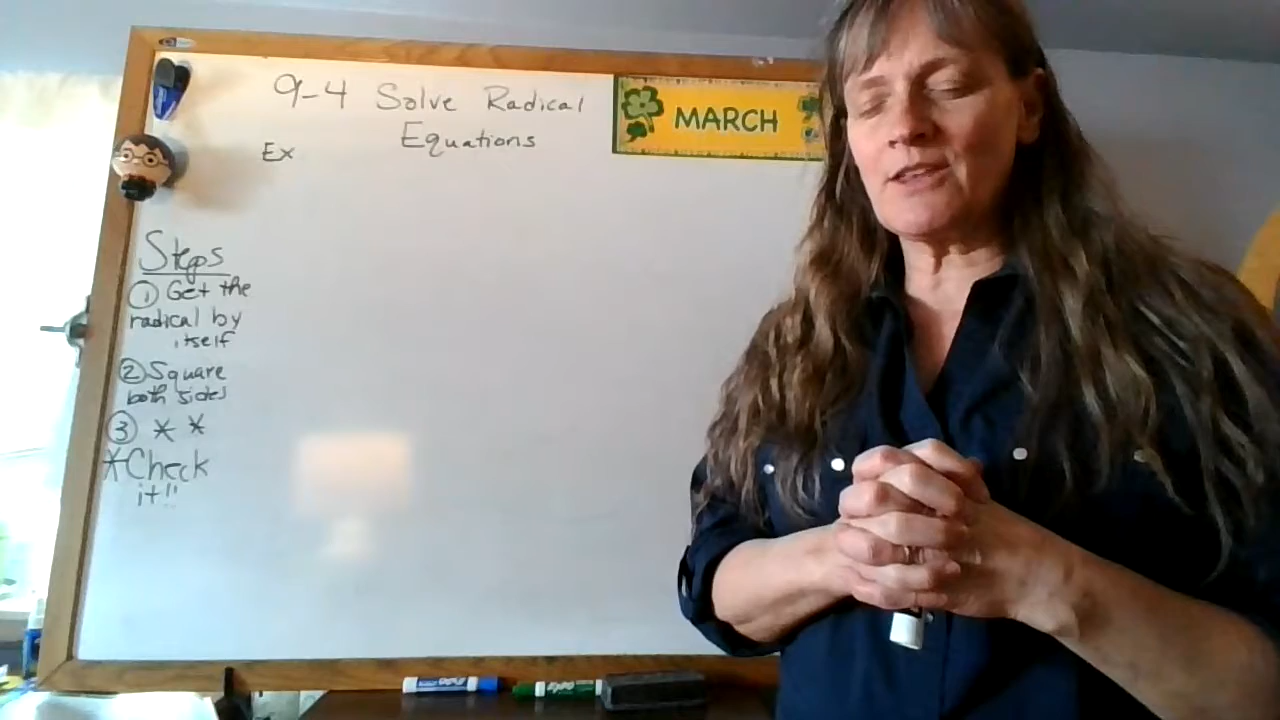 9-4 Solve Radical
Equations
MARCH
Ex
Steps
① Get the
radical by
itself
② Square
both sides
③ * *
*Check
it!!